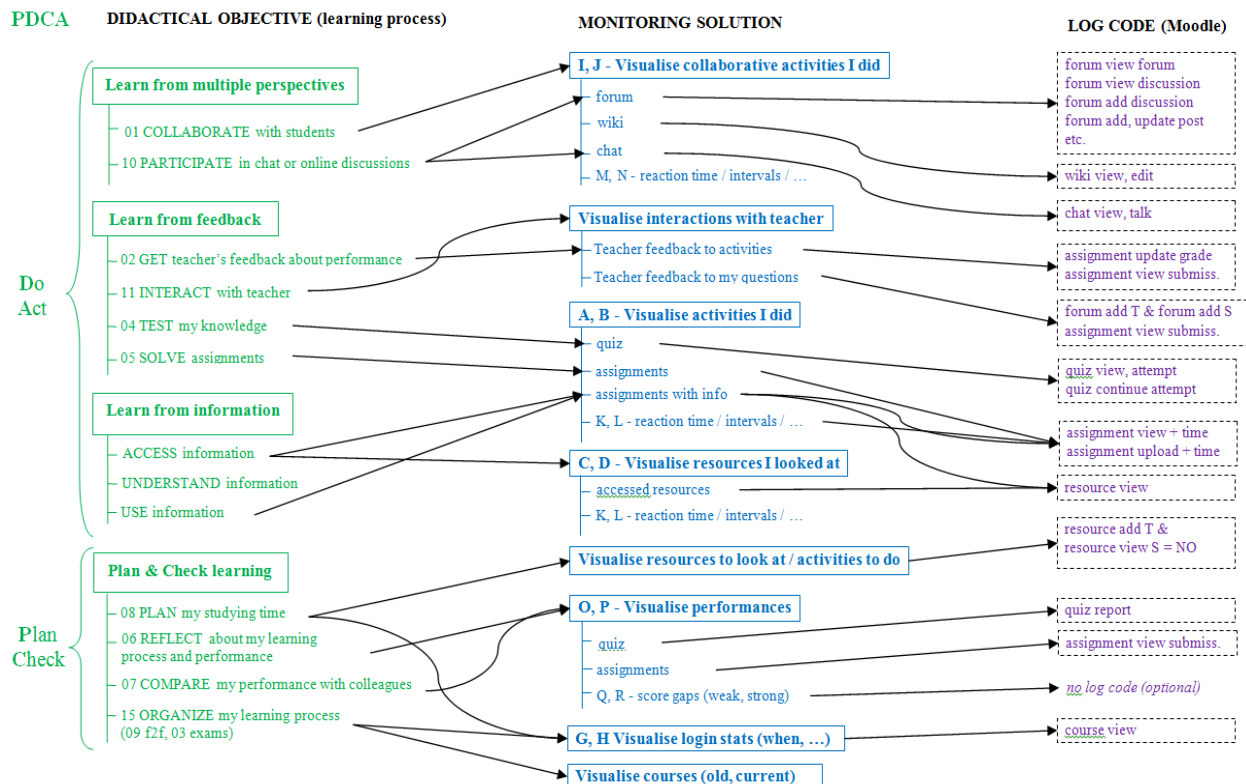 PDCA
DIDACTICAL OBJECTIVE (learning process)
MONITORING SOLUTION
LOG CODE (Moodle)
Do
Act
Learn from multiple perspectives
01 COLLABORATE with students
10 PARTICIPATE in chat or online discussions
Learn from feedback
02 GET teacher's feedback about performance
11 INTERACT with teacher
04 TEST my knowledge
05 SOLVE assignments
Learn from information
ACCESS information
UNDERSTAND information
USE information
Plan
Check
Plan & Check learning
08 PLAN my studying time
06 REFLECT about my learning
process and performance
07 COMPARE my performance with colleagues
15 ORGANIZE my learning process
(09 f2f, 03 exams)
I, J - Visualise collaborative activities I did
forum
wiki
chat
M, N - reaction time / intervals / …
Visualise interactions with teacher
Teacher feedback to activities
Teacher feedback to my questions
A, B - Visualise activities I did
quiz
assignments
assignments with info
K, L - reaction time / intervals / …
C, D - Visualise resources I looked at
accessed resources
K, L - reaction time / intervals / …
Visualise resources to look at / activities to do
O, P - Visualise performances
quiz
assignments
Q, R - score gaps (weak, strong)
G, H Visualise login stats (when, …)
Visualise courses (old, current)
forum view forum
forum view discussion
forum add discussion
forum add, update post
etc.
wiki view, edit
chat view, talk
assignment update grade
assignment view submiss.
forum add T & forum add S
assignment view submiss.
quiz view, attempt
quiz continue attempt
assignment view + time
assignment upload + time
resource view
resource add T &
resource view S = NO
quiz report
assignment view submiss.
no log code (optional)
course view